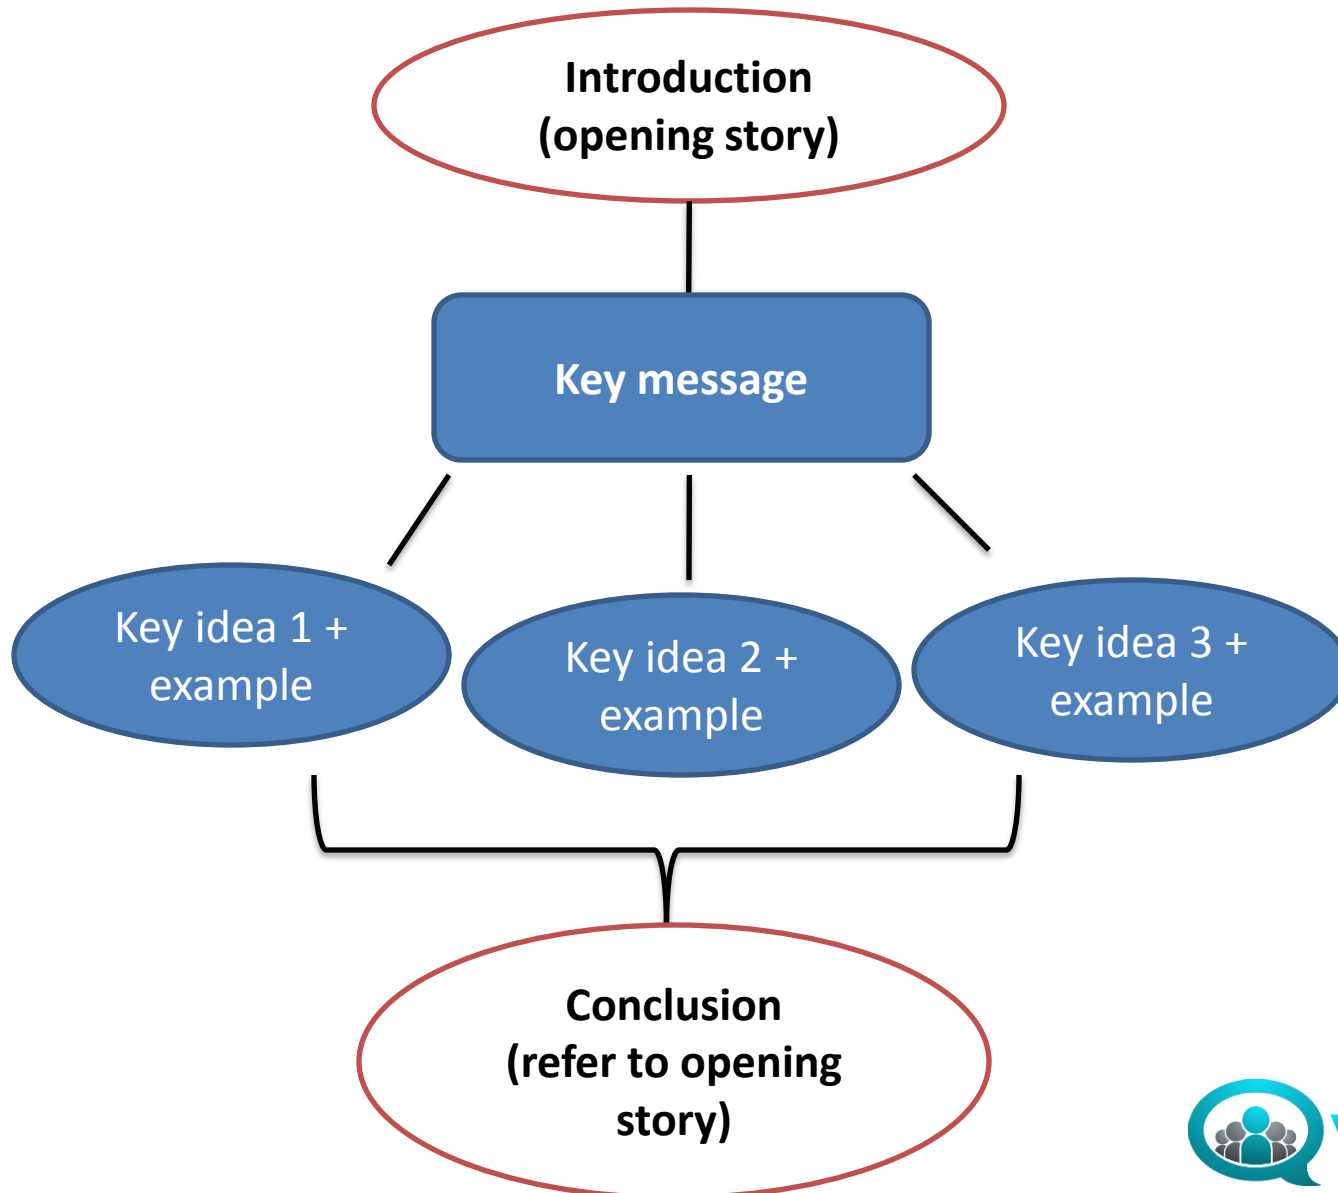 Introduction
(opening story)
Key message
Key idea 1 +
example
Key idea 2 +
example
Key idea 3 +
example
Conclusion
(refer to opening
story)